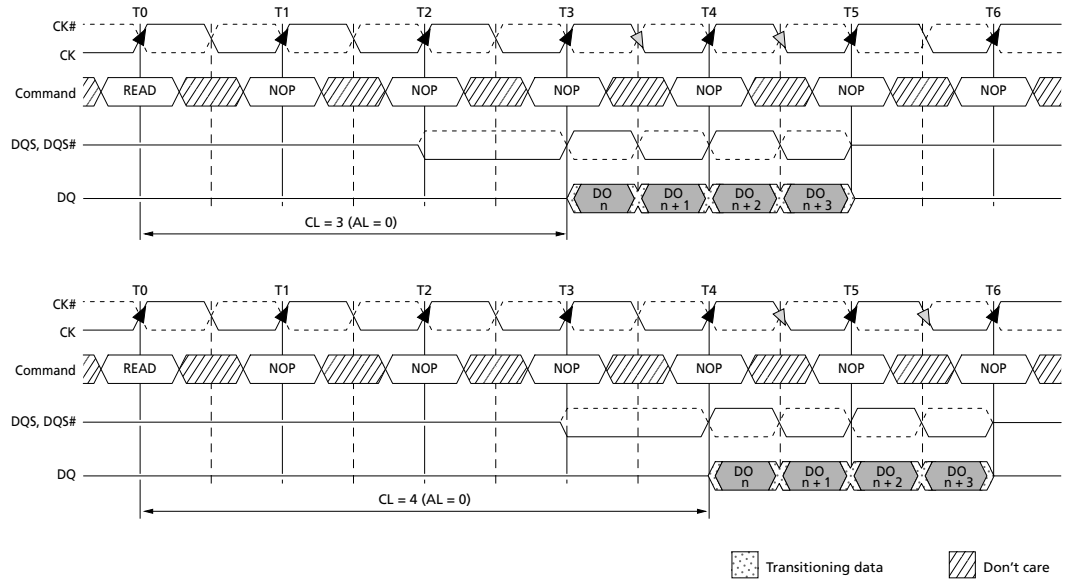 T0 T1 T2 T3 T4 T5 T6
CK#
CK
Command READ NOP NOP NOP NOP NOP NOP
DQS, DQS#
DQ DO n DO n + 1 DO n + 2 DO n + 3
CL = 3 (AL = 0)
T0 T1 T2 T3 T4 T5 T6
CK#
CK
Command READ NOP NOP NOP NOP NOP NOP
DQS, DQS#
DQ DO n DO n + 1 DO n + 2 DO n + 3
CL = 4 (AL = 0)
Transitioning data Don't care